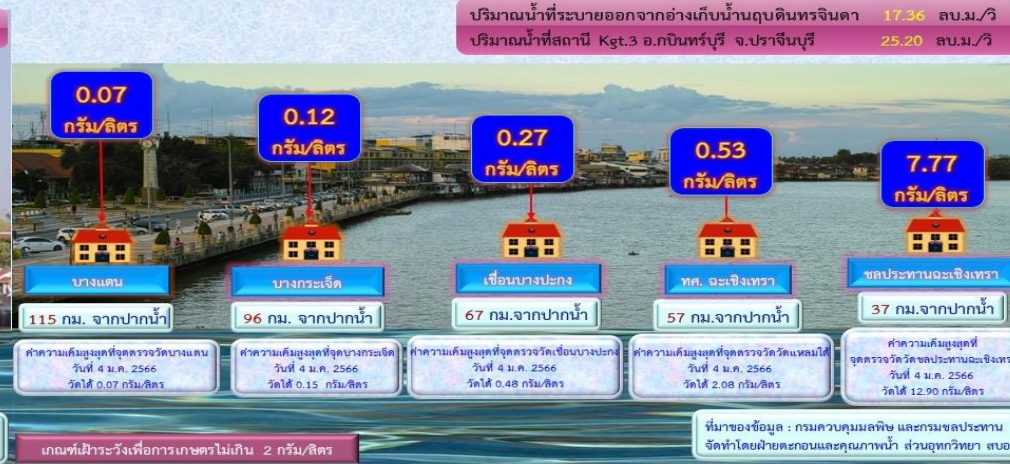 ปริมาณน้ำที่ระบายออกจากอ่างเก็บน้ำนฤบดินทรจินดา 17.36 ลบ.ม./วิ
ปริมาณน้ำที่สถานี Kgt.3 อ.กบินทร์บุรี จ.ปราจีนบุรี 25.20 ลบ.ม./วิ
0.07
กรัม/ลิตร
0.12
กรัม/ลิตร
0.27
กรัม/ลิตร
0.53
กรัม/ลิตร
7.77
กรัม/ลิตร
บางแตน
บางกระเจ็ด
เขื่อนบางปะกง
ทศ. ฉะเชิงเทรา
ชลประทานฉะเชิงเทรา
115 กม. จากปากน้ำ
96 กม. จากปากน้ำ
67 กม.จากปากน้ำ
57 กม.จากปากน้ำ
37 กม.จากปากน้ำ
ค่าความเค็มสูงสุดที่จุดตรวจวัดบางแตน
วันที่ 4 ม.ค. 2566
วัดได้ 0.07 กรัม/ลิตร
ค่าความเค็มสูงสุดที่จุดบางกระเจ็ด
วันที่ 4 ม.ค. 2566
วัดได้ 0.15 กรัม/ลิตร
ค่าความเค็มสูงสุดที่จุดตรวจวัดเขื่อนบางปะกง
วันที่ 4 ม.ค. 2566
วัดได้ 0.48 กรัม/ลิตร
ค่าความเค็มสูงสุดที่จุดตรวจวัดวัดแหลมใต้
วันที่ 4 ม.ค. 2566
วัดได้ 2.08 กรัม/ลิตร
ค่าความเค็มสูงสุดที่
จุดตรวจวัดวัดชลประทานฉะเชิงเทร
วันที่ 4 ม.ค. 2566
วัดได้ 12.90 กรัม/ลิตร
เกณฑ์เฝ้าระวังเพื่อการเกษตรไม่เกิน 2 กรัม/ลิตร
ที่มาของข้อมูล : กรมควบคุมมลพิษ และกรมชลประทาน
จัดทำโดยฝ่ายตะกอนและคุณภาพน้ำ ส่วนอุทกวิทยา สบอ